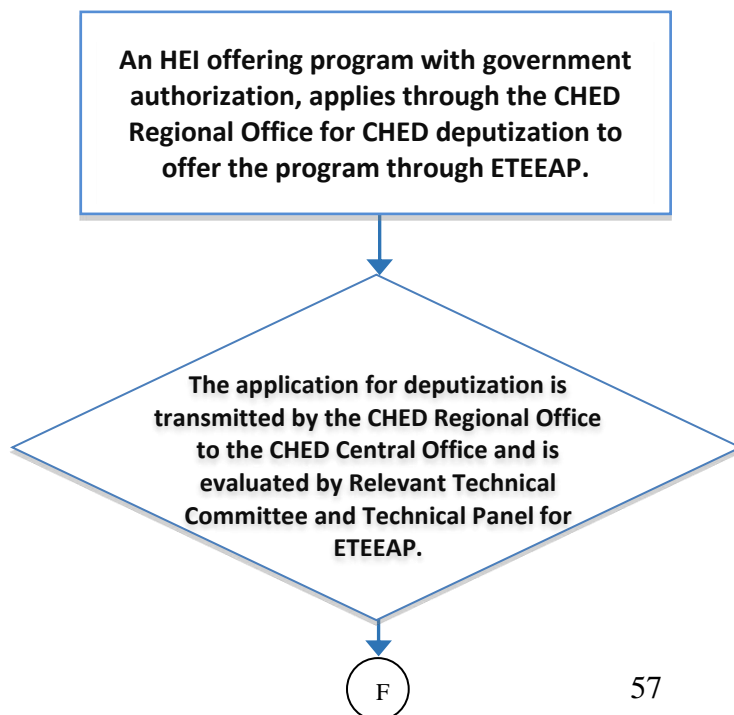 An HEI offering program with government
authorization, applies through the CHED
Regional Office for CHED deputization to
offer the program through ETEEAP.
The application for deputization is
transmitted by the CHED Regional Office
to the CHED Central Office and is
evaluated by Relevant Technical
Committee and Technical Panel for
ETEEAP.
F
57